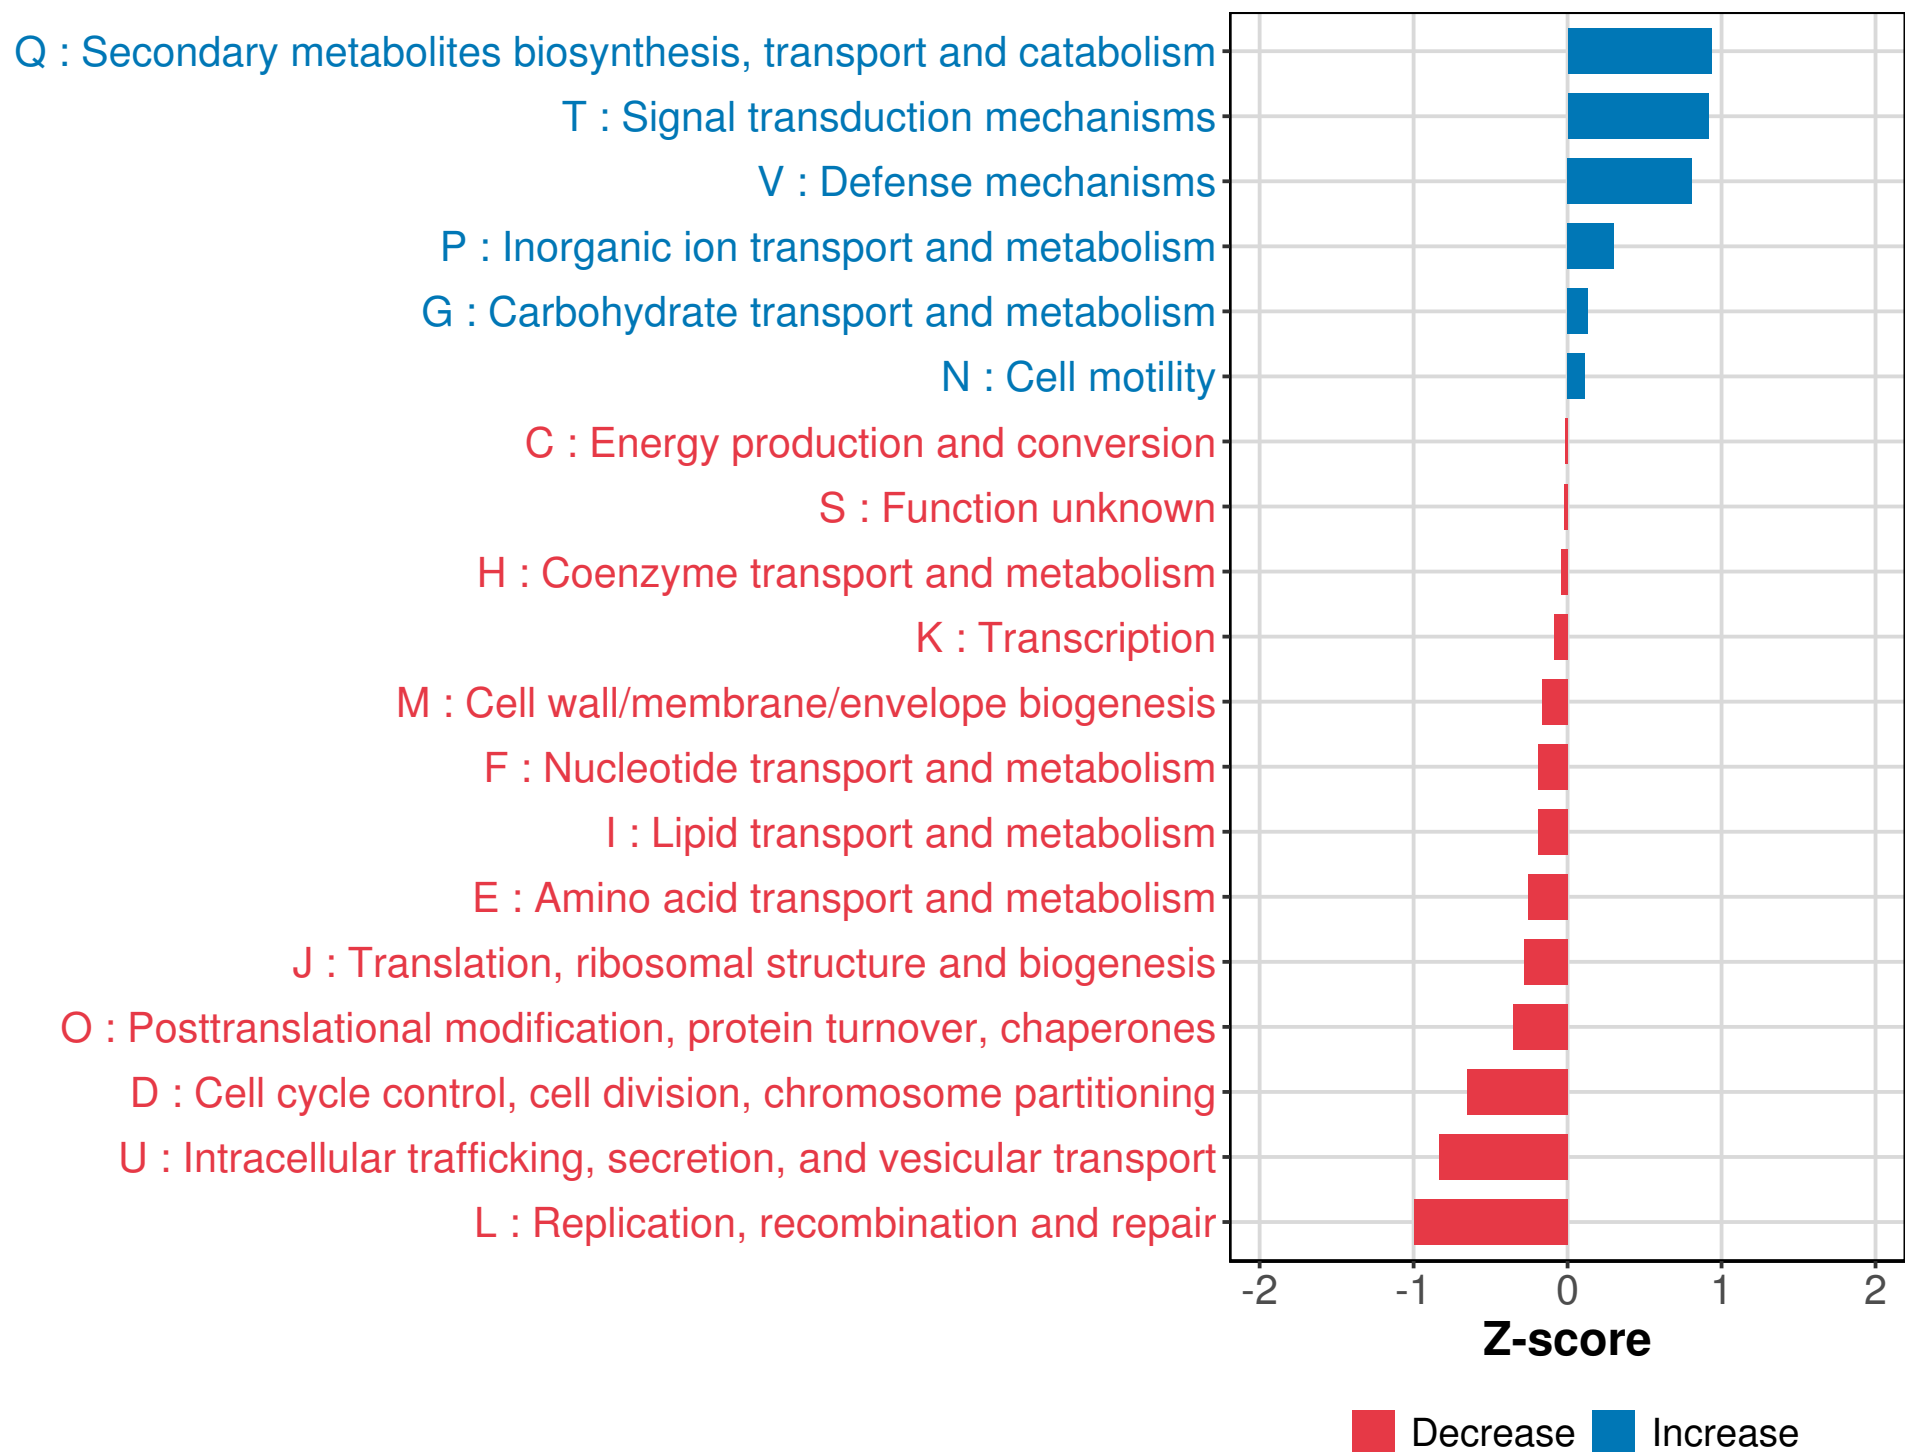 Q : Secondary metabolites biosynthesis, transport and catabolism
T : Signal transduction mechanisms
V : Defense mechanisms
P : Inorganic ion transport and metabolism
G : Carbohydrate transport and metabolism
N : Cell motility
C : Energy production and conversion
S : Function unknown
H : Coenzyme transport and metabolism
K : Transcription
M : Cell wall/membrane/envelope biogenesis
F : Nucleotide transport and metabolism
I : Lipid transport and metabolism
E : Amino acid transport and metabolism
J : Translation, ribosomal structure and biogenesis
O : Posttranslational modification, protein turnover, chaperones
D : Cell cycle control, cell division, chromosome partitioning
U : Intracellular trafficking, secretion, and vesicular transport
L : Replication, recombination and repair
-2 -1 0 1 2
Z-score
Decrease Increase